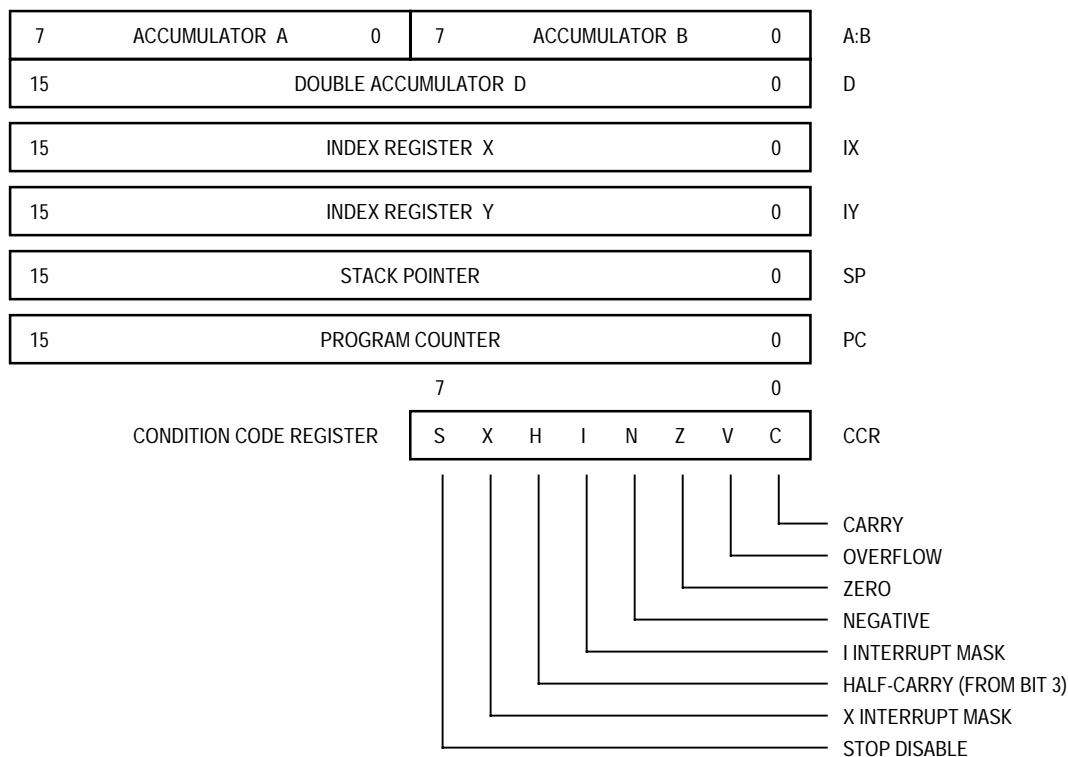 7 ACCUMULATOR A 0 7 ACCUMULATOR B 0 A:B
15 DOUBLE ACCUMULATOR D 0 D
15 INDEX REGISTER X 0 IX
15 INDEX REGISTER Y 0 IY
15 STACK POINTER 0 SP
15 PROGRAM COUNTER 0 PC
7 0
CONDITION CODE REGISTER S X H I N Z V C CCR
CARRY
OVERFLOW
ZERO
NEGATIVE
I INTERRUPT MASK
HALF-CARRY (FROM BIT 3)
X INTERRUPT MASK
STOP DISABLE